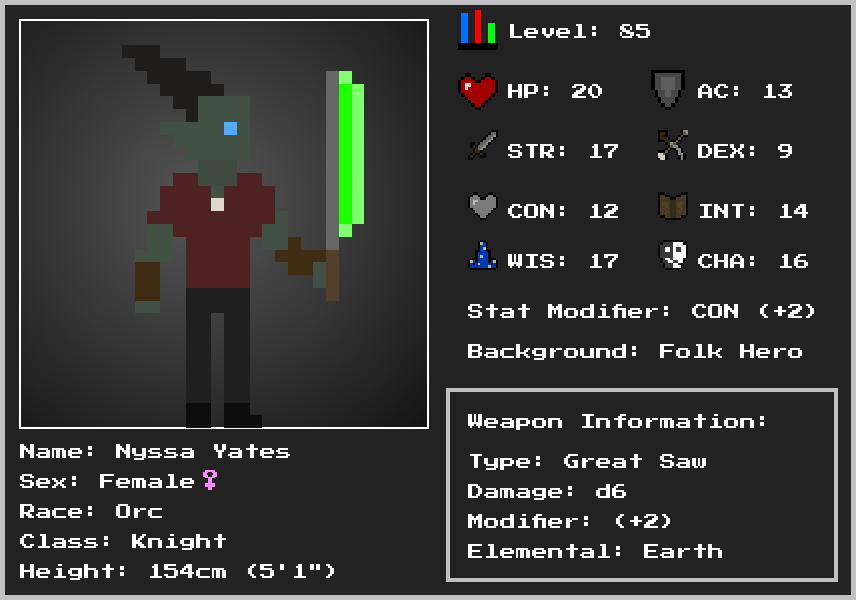 Level: 85
HP: 20
AC: 13
STR: 17
DEX: 9
CON: 12
INT: 14
WIS: 17
CHA: 16
Stat Modifier: CON (+2)
Background: Folk Hero
Weapon Information:
Type: Great Saw
Damage: d6
Modifier: (+2)
Elemental: Earth
Name: Nyssa Yates
Sex: Female♀
Race: Orc
Class: Knight
Height: 154cm (5'1")